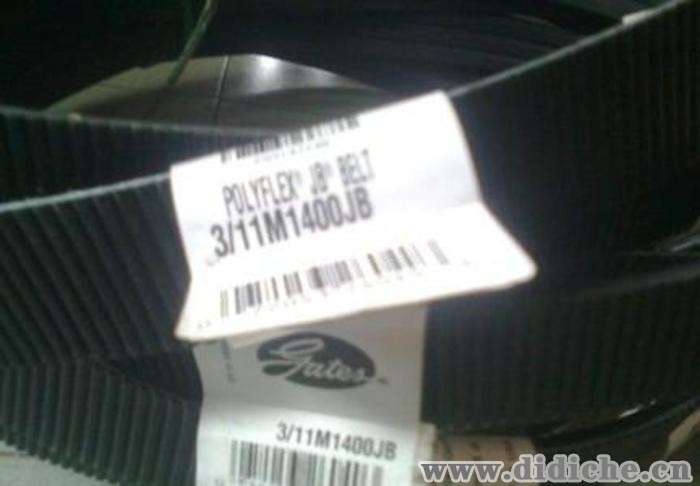 POLYFLEX® JB® BELT
3/11M1400JB
Gates
3/11M1400JB
www.didiche.cn